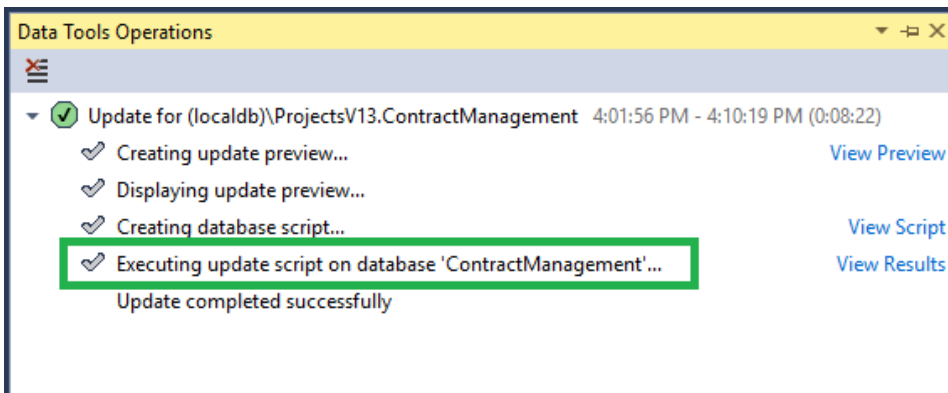 Data Tools Operations
Update for (localdb)\ProjectsV13.ContractManagement 4:01:56 PM - 4:10:19 PM (0:08:22)
Creating update preview... View Preview
Displaying update preview...
Creating database script... View Script
Executing update script on database 'ContractManagement'... View Results
Update completed successfully